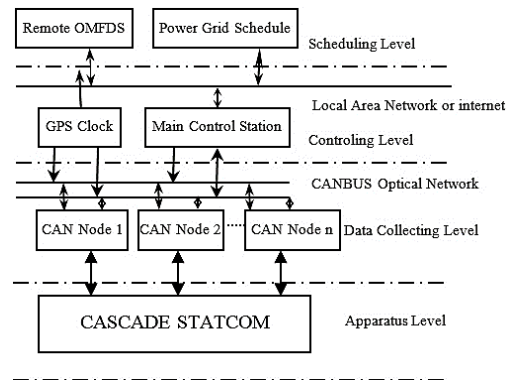 Remote OMFDS
Power Grid Schedule
Scheduling Level
Local Area Network or internet
GPS Clock
Main Control Station
Controling Level
CANBUS Optical Network
CAN Node 1
CAN Node 2
......
CAN Node n
Data Collecting Level
CASCADE STATCOM
Apparatus Level